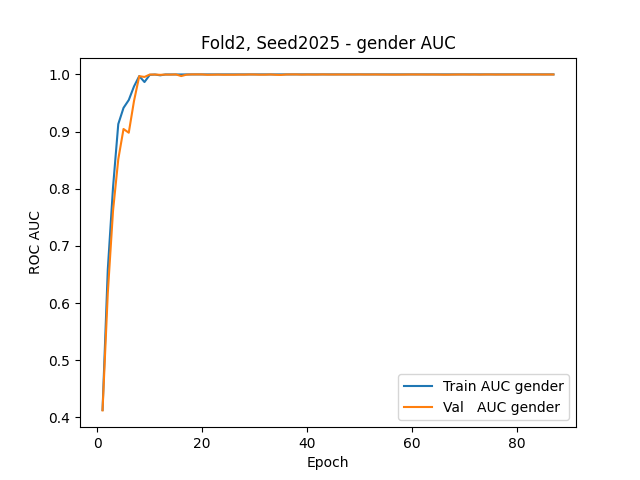 Fold2, Seed2025 - gender AUC
1.0
0.9
0.8
0.7
0.6
0.5
0.4
ROC AUC
0 20 40 60 80
Epoch
Train AUC gender
Val   AUC gender